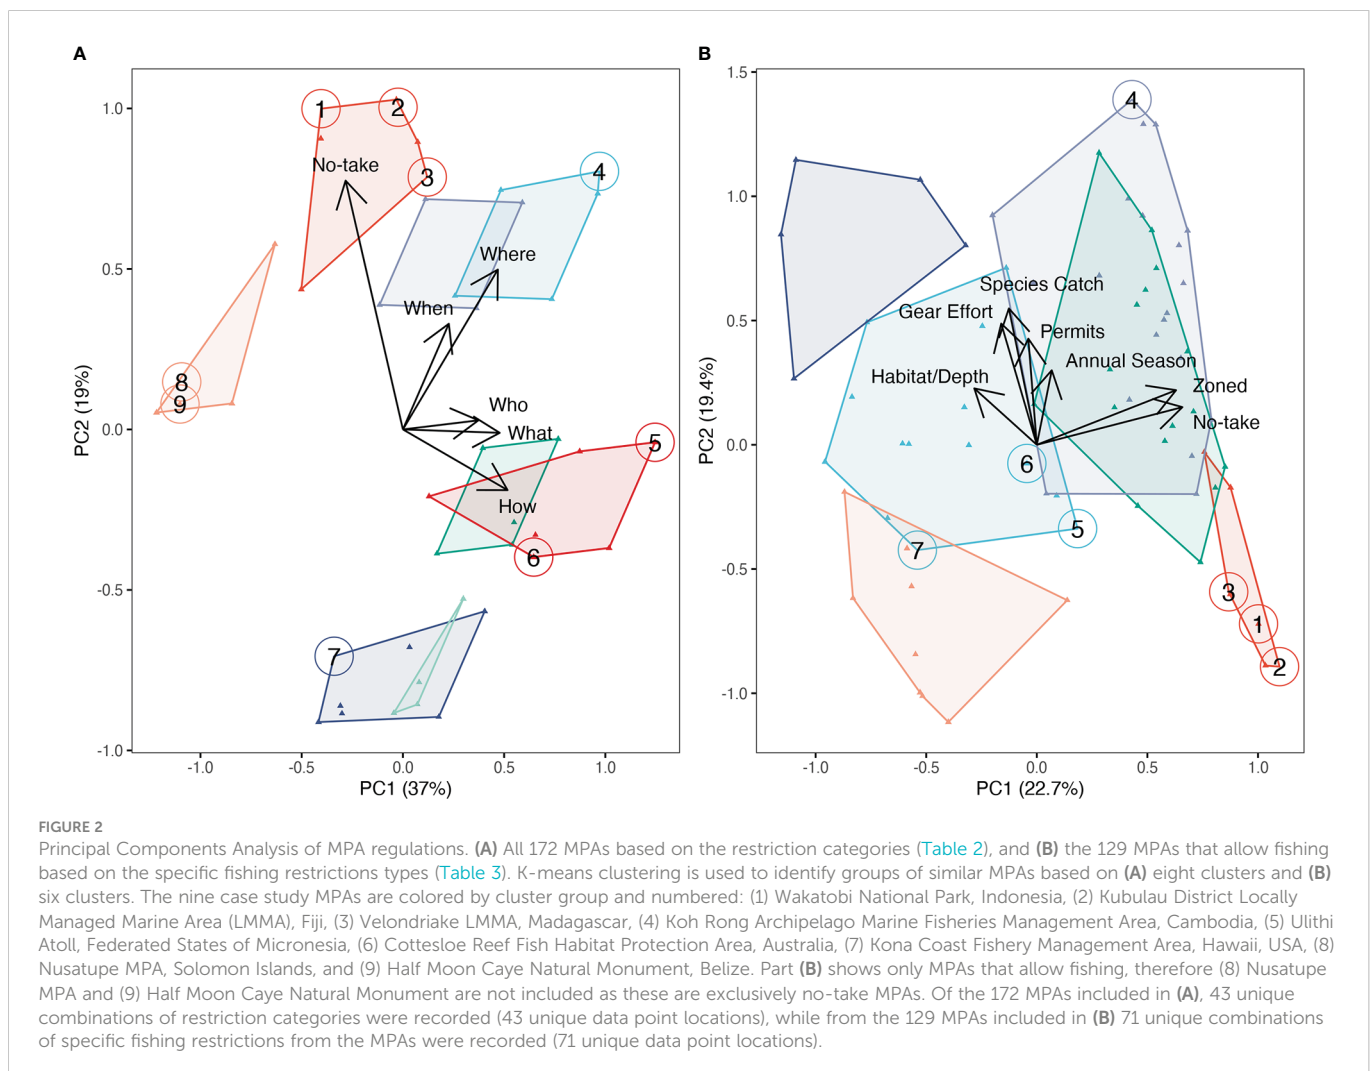 A
B
1.0
0.5
0.0
-0.5
-1.0
-1.0
-0.5
0.0
0.5
1.0
PC2 (19%)
PC1 (37%)
1
2
3
4
5
6
7
8
9
No-take
Where
When
Who
What
How
1.5
1.0
0.5
0.0
-0.5
-1.0
-1.0
-0.5
0.0
0.5
1.0
PC2 (19.4%)
PC1 (22.7%)
4
6
5
7
3
1
2
Species Catch
Gear Effort
Permits
Annual Season
Habitat/Depth
Zoned
No-take
FIGURE 2
Principal Components Analysis of MPA regulations. (A) All 172 MPAs based on the restriction categories (Table 2), and (B) the 129 MPAs that allow fishing
based on the specific fishing restrictions types (Table 3). K-means clustering is used to identify groups of similar MPAs based on (A) eight clusters and (B)
six clusters. The nine case study MPAs are colored by cluster group and numbered: (1) Wakatobi National Park, Indonesia, (2) Kubulau District Locally
Managed Marine Area (LMMA), Fiji, (3) Velondriake LMMA, Madagascar, (4) Koh Rong Archipelago Marine Fisheries Management Area, Cambodia, (5) Ulithi
Atoll, Federated States of Micronesia, (6) Cottesloe Reef Fish Habitat Protection Area, Australia, (7) Kona Coast Fishery Management Area, Hawaii, USA, (8)
Nusatupe MPA, Solomon Islands, and (9) Half Moon Caye Natural Monument, Belize. Part (B) shows only MPAs that allow fishing, therefore (8) Nusatupe
MPA and (9) Half Moon Caye Natural Monument are not included as these are exclusively no-take MPAs. Of the 172 MPAs included in (A), 43 unique
combinations of restriction categories were recorded (43 unique data point locations), while from the 129 MPAs included in (B) 71 unique combinations
of specific fishing restrictions from the MPAs were recorded (71 unique data point locations).